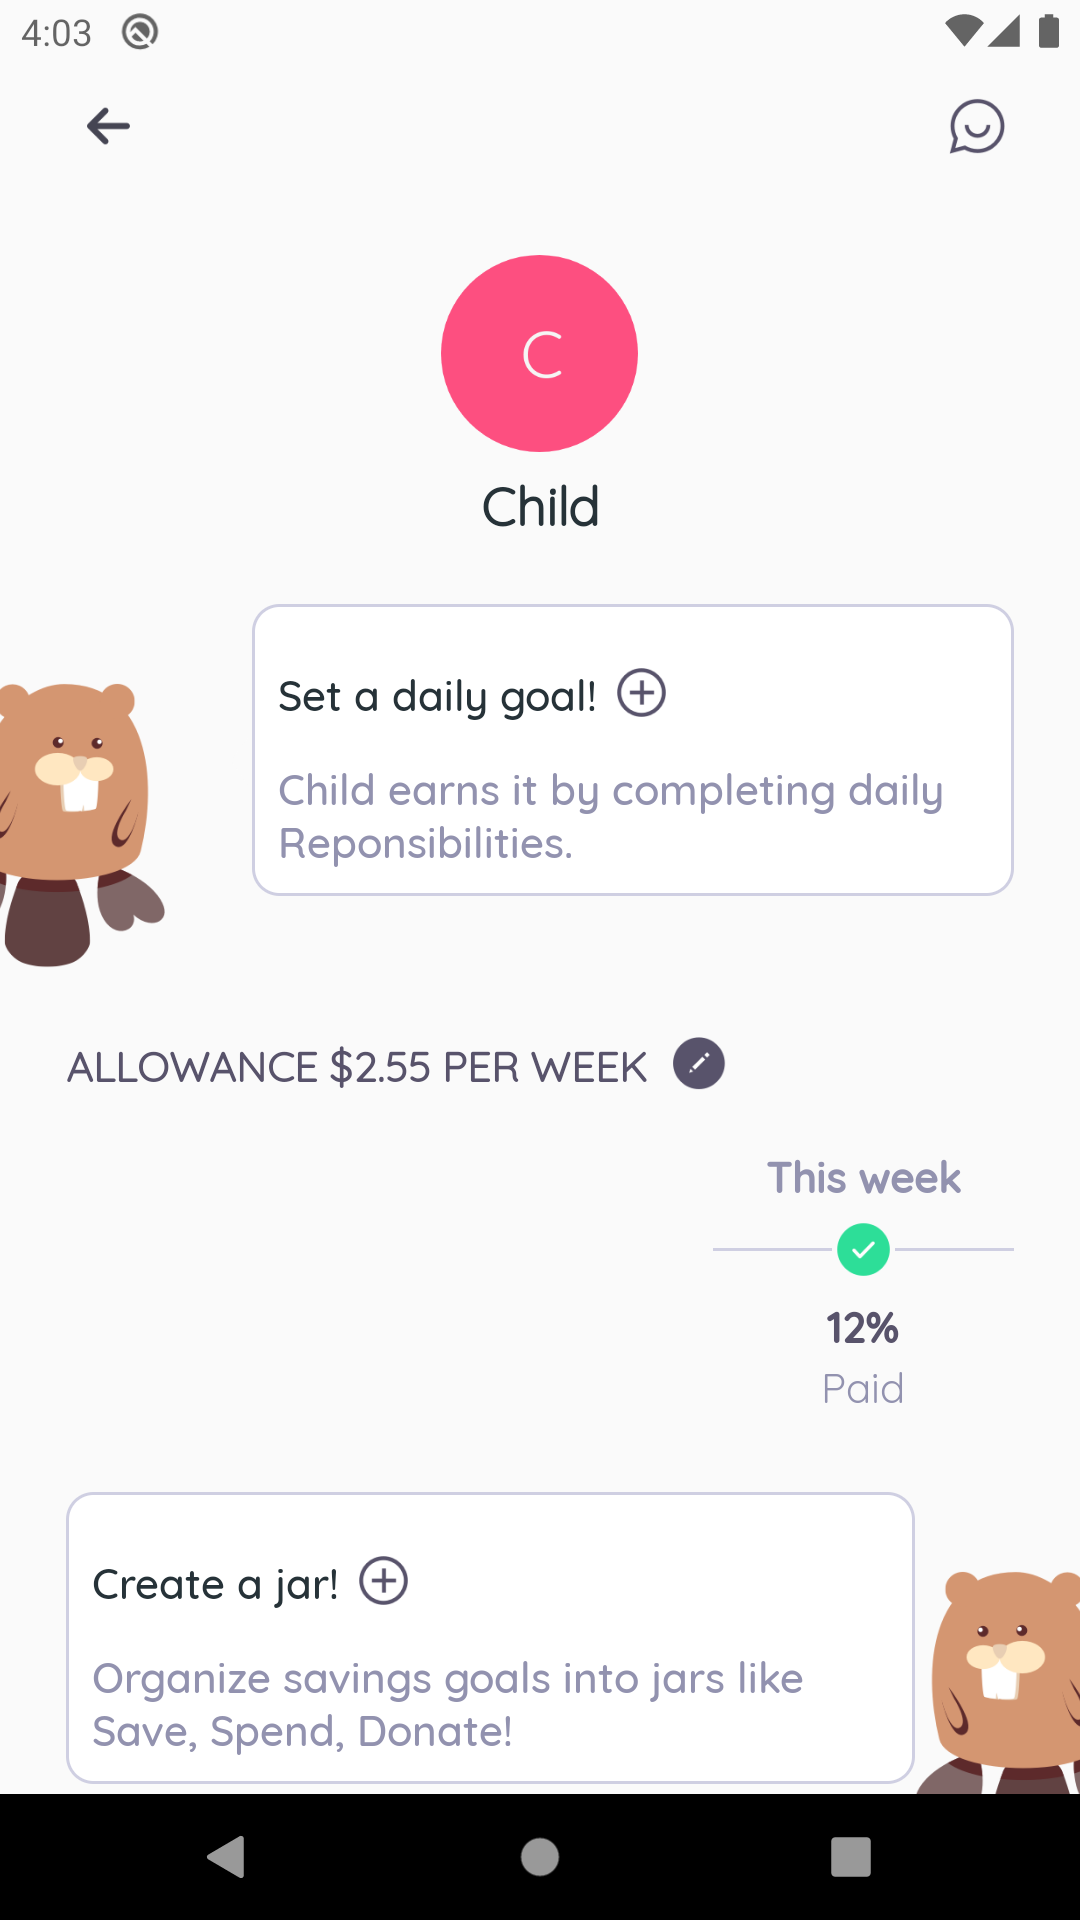 4:03
C
Child
Set a daily goal!
Child earns it by completing daily
Reponsibilities.
ALLOWANCE $2.55 PER WEEK
This week
12%
Paid
Create a jar!
Organize savings goals into jars like
Save, Spend, Donate!